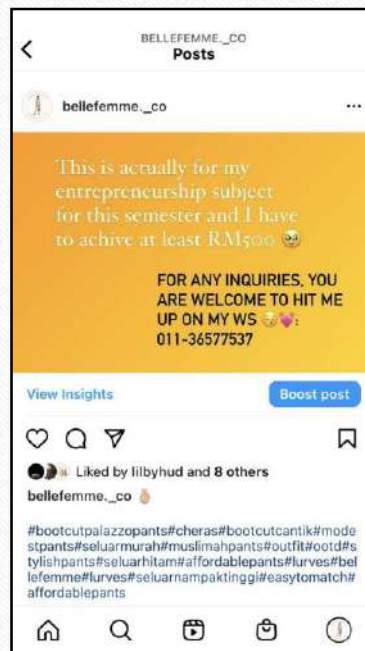 BELLEFEMME._CO
Posts
bellefemme._co
This is actually for my
entrepreneurship subject
for this semester and I have
to achive at least RM500 🥹
FOR ANY INQUIRIES, YOU
ARE WELCOME TO HIT ME
UP ON MY WS 😚💓:
011-36577537
View Insights
Boost post
Liked by lilbyhud and 8 others
bellefemme._co 🫰🏻
#bootcutpalazzopants#cheras#bootcutcantik#mode
stpants#seluarmurah#muslimahpants#outfit#ootd#s
tylishpants#seluarhitam#affordablepants#lurves#bel
lefemme#lurves#seluarnampaktinggi#easytomatch#
affordablepants